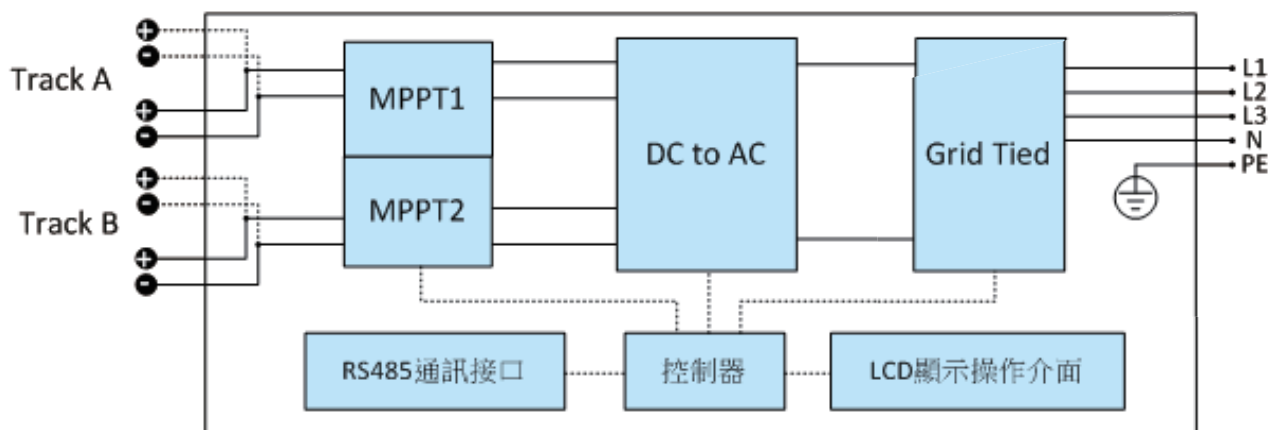 Track A
Track B
MPPT1
MPPT2
DC to AC
Grid Tied
L1
L2
L3
N
PE
RS485通訊接口
控制器
LCD顯示操作介面